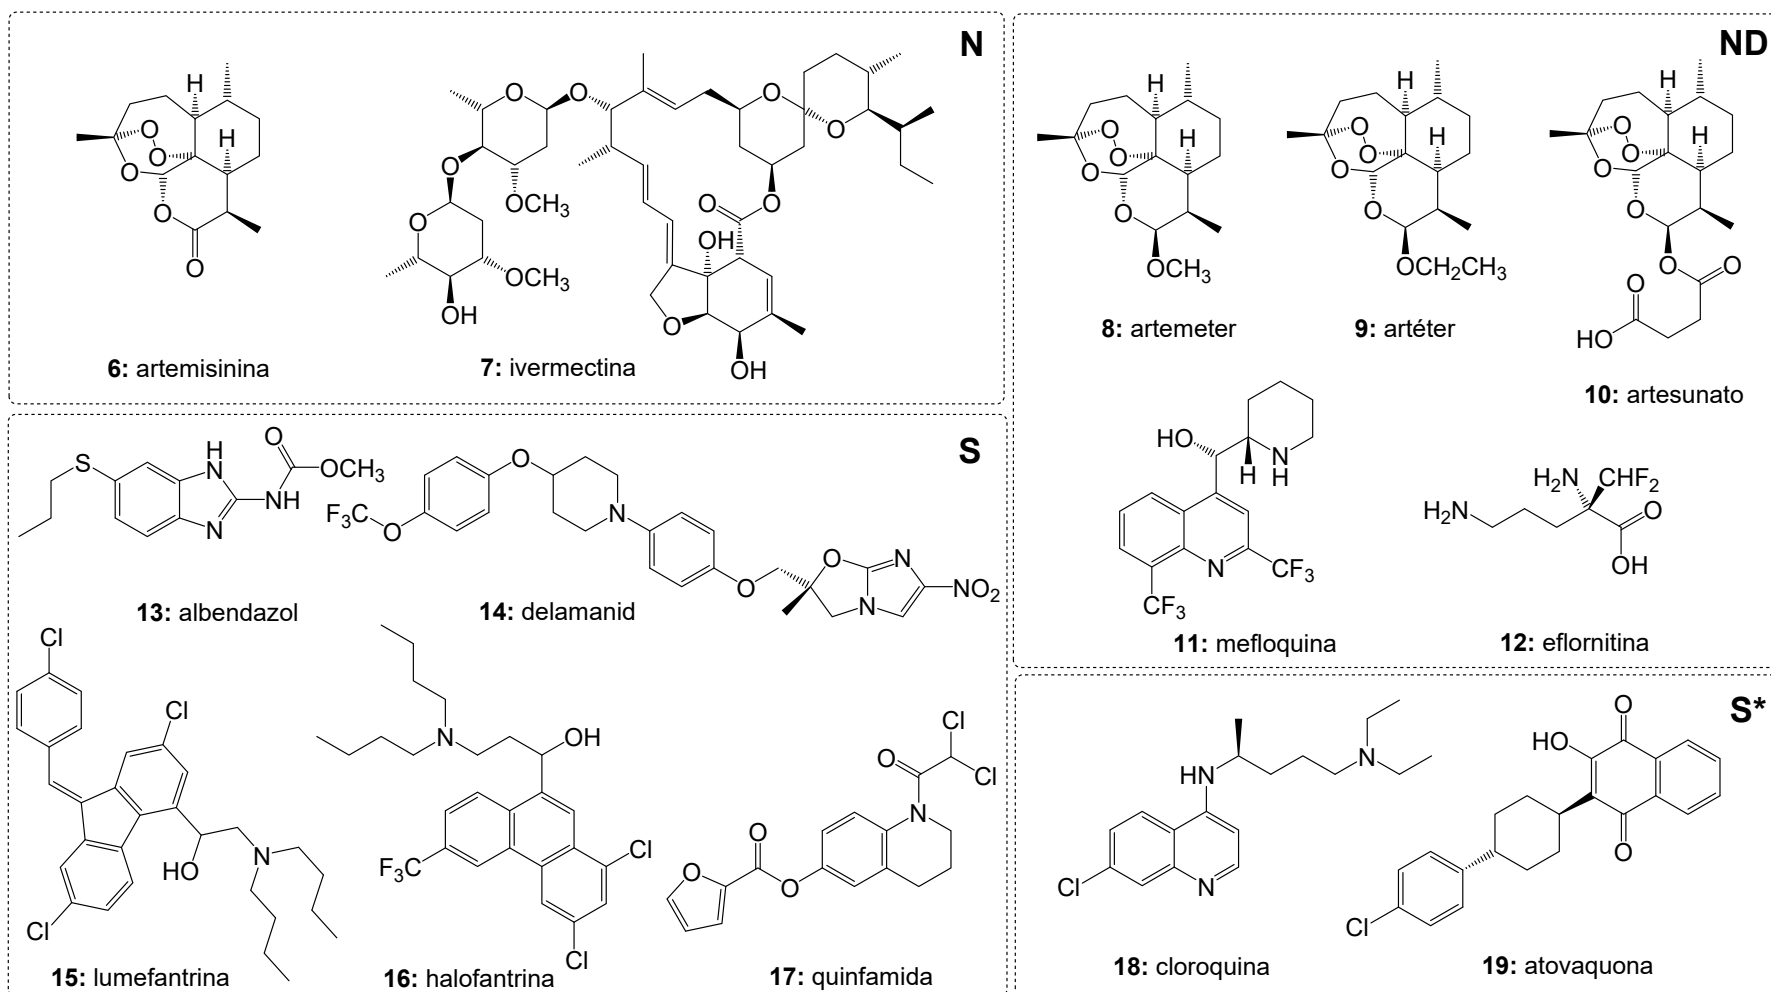 N
H
H
O
O
O
O
O
6: artemisinina
O
O
O
O
O
OCH3
O
O
O
OH
OCH3
O
OH
O
OH
7: ivermectina
ND
H
H
O
O
O
O
OCH3
8: artemeter
H
H
O
O
O
O
OCH2CH3
9: artéter
H
H
O
O
O
O
O
O
O
HO
10: artesunato
HO
H
N
H
N
CF3
CF3
11: mefloquina
H2N
CHF2
H2N
O
OH
12: eflornitina
S
S
H
N
N
O
OCH3
NH
13: albendazol
O
F3C
O
N
O
O
N
N
NO2
14: delamanid
Cl
Cl
HO
N
Cl
15: lumefantrina
N
OH
F3C
Cl
Cl
16: halofantrina
Cl
O
Cl
N
O
O
O
17: quinfamida
S*
HN
N
Cl
N
18: cloroquina
O
HO
O
Cl
19: atovaquona